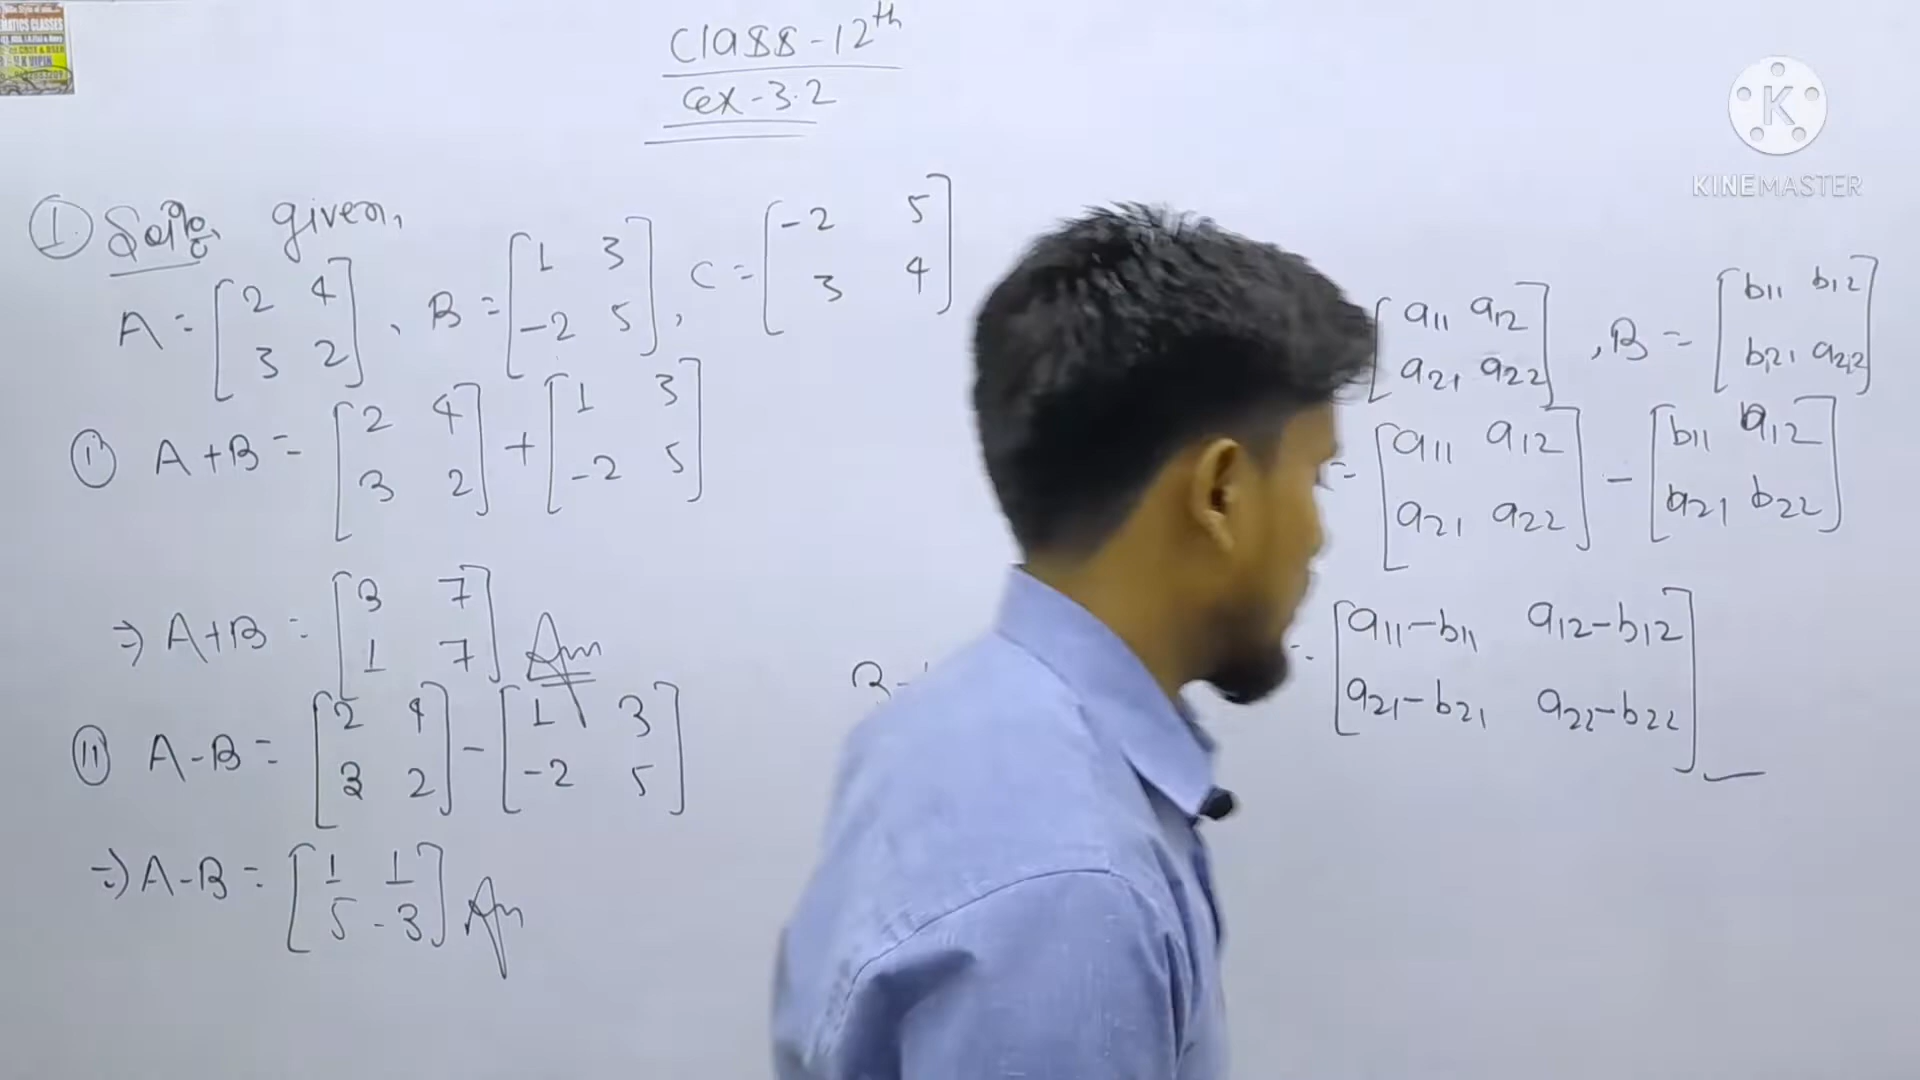 MATICS CLASSES
Class-12th
Ex-3.2
K
KINEMASTER
① Soln. given,
A = [2 4
3 2], B = [1 3
-2 5], C = [-2 5
3 4]
(i) A+B = [2 4
3 2] + [1 3
-2 5]
⇒ A+B = [3 7
1 7] Ans
(ii) A-B = [2 4
3 2] - [1 3
-2 5]
⇒ A-B = [1 1
5 -3] Ans
[a11 a12
a21 a22], B = [b11 b12
b21 a22]
= [a11 a12
a21 a22] - [b11 a12
a21 b22]
= [a11-b11 a12-b12
a21-b21 a22-b22]